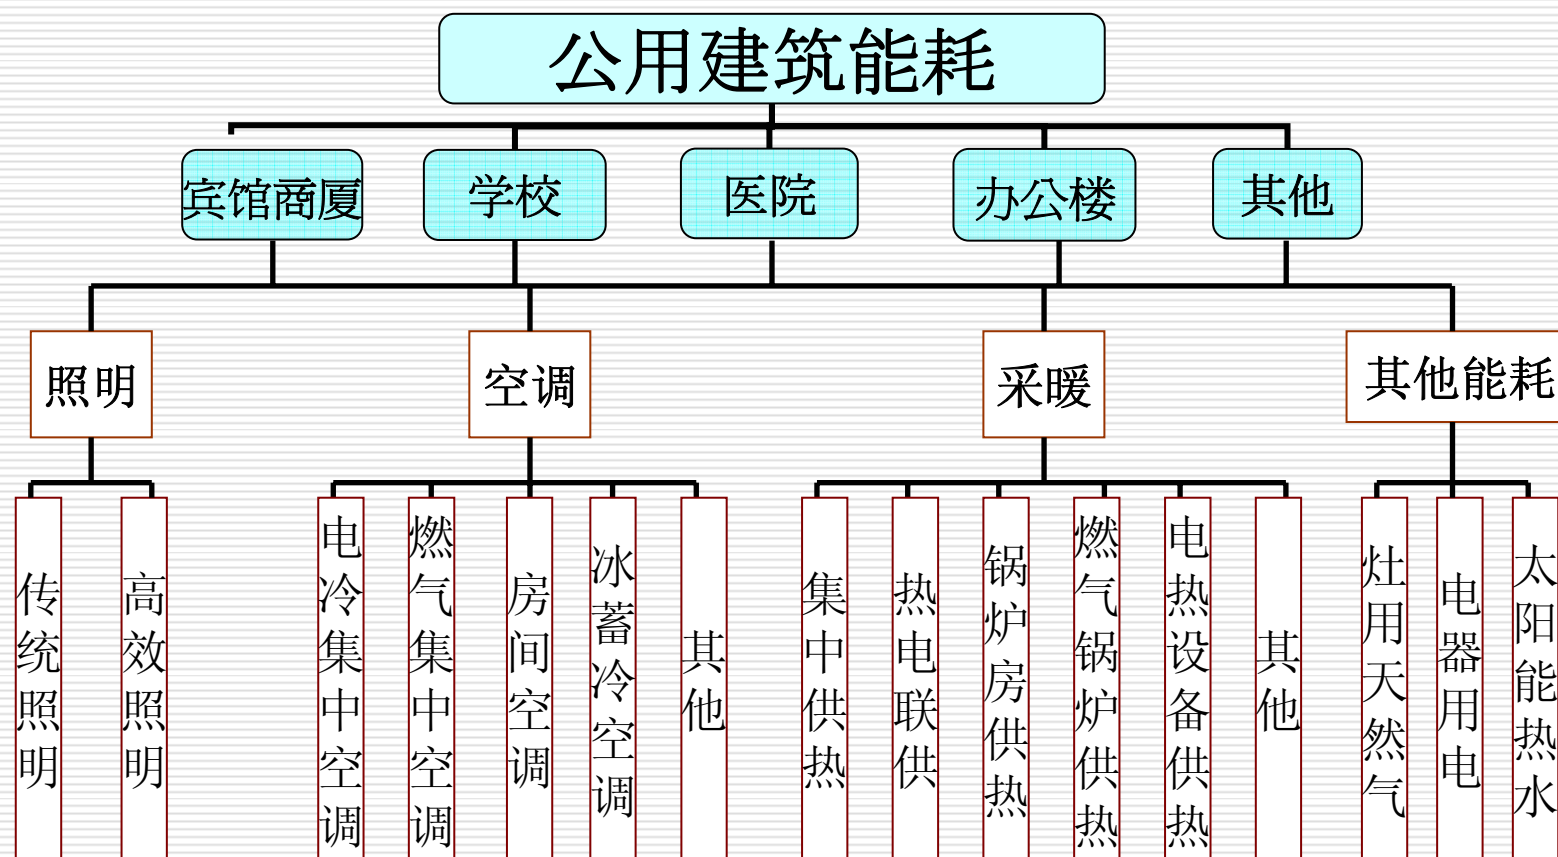 公用建筑能耗
宾馆商厦
学校
医院
办公楼
其他
照明
空调
采暖
其他能耗
传统照明
高效照明
电冷集中空调
燃气集中空调
房间空调
冰蓄冷空调
其他
集中供热
热电联供
锅炉房供热
燃气锅炉供热
电热设备供热
其他
灶用天然气
电器用电
太阳能热水